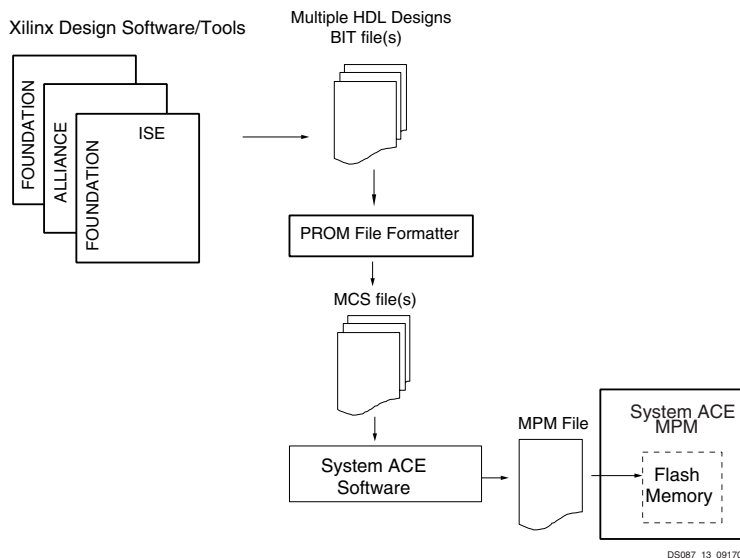 Xilinx Design Software/Tools
Multiple HDL Designs
BIT file(s)
FOUNDATION
ALLIANCE
FOUNDATION
ISE
PROM File Formatter
MCS file(s)
System ACE
Software
MPM File
System ACE
MPM
Flash
Memory
DS087_13_09170